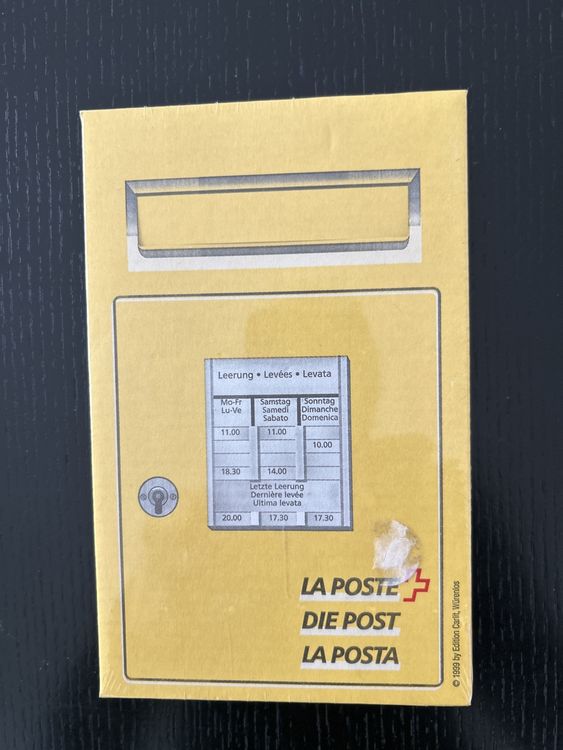 Leerung • Levées • Levata
Mo-Fr Samstag Sonntag
Lu-Ve Samedi Dimanche
Sabato Domenica
11.00 11.00
10.00
18.30 14.00
Letzte Leerung
Dernière levée
Ultima levata
20.00 17.30 17.30
LA POSTE
DIE POST
LA POSTA
© 1999 by Edition Carlit, Würenlos